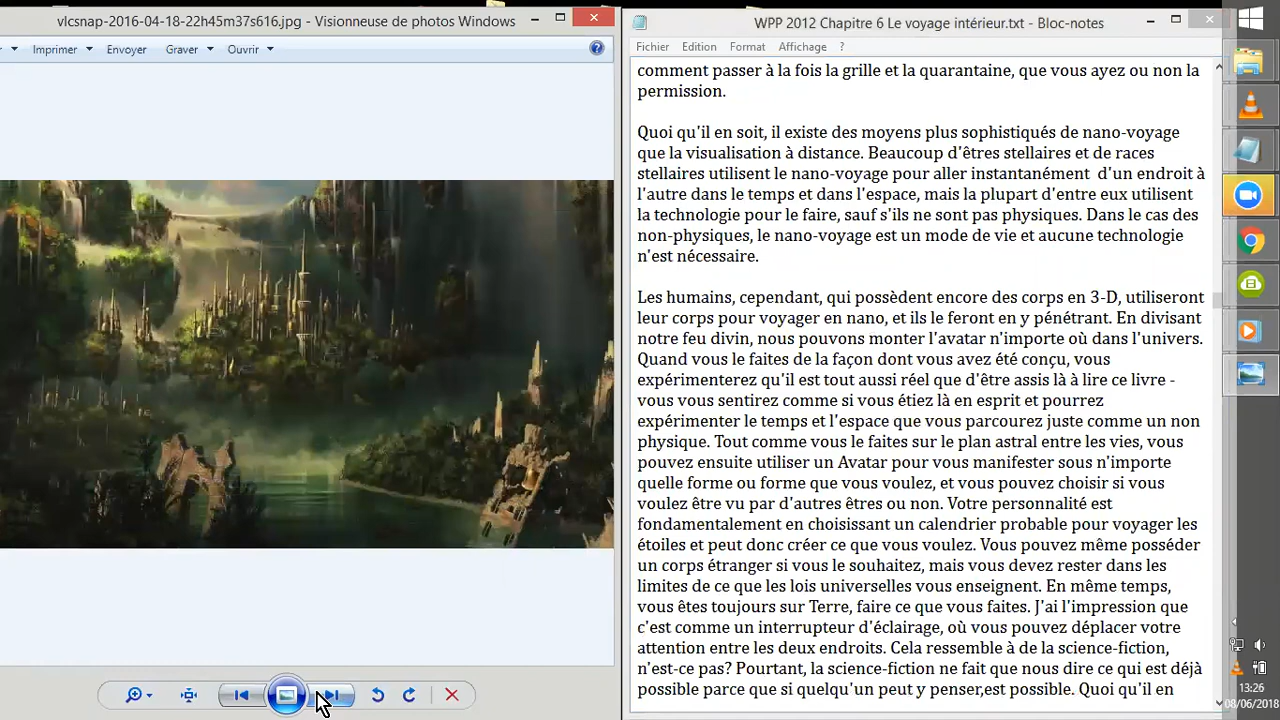 vlcsnap-2016-04-18-22h45m37s616.jpg - Visionneuse de photos Windows
Imprimer
Envoyer
Graver
Ouvrir
WPP 2012 Chapitre 6 Le voyage intérieur.txt - Bloc-notes
Fichier Edition Format Affichage ?
comment passer à la fois la grille et la quarantaine, que vous ayez ou non la
permission.
Quoi qu'il en soit, il existe des moyens plus sophistiqués de nano-voyage
que la visualisation à distance. Beaucoup d'êtres stellaires et de races
stellaires utilisent le nano-voyage pour aller instantanément d'un endroit à
l'autre dans le temps et dans l'espace, mais la plupart d'entre eux utilisent
la technologie pour le faire, sauf s'ils ne sont pas physiques. Dans le cas des
non-physiques, le nano-voyage est un mode de vie et aucune technologie
n'est nécessaire.
Les humains, cependant, qui possèdent encore des corps en 3-D, utiliseront
leur corps pour voyager en nano, et ils le feront en y pénétrant. En divisant
notre feu divin, nous pouvons monter l'avatar n'importe où dans l'univers.
Quand vous le faites de la façon dont vous avez été conçu, vous
expérimenterez qu'il est tout aussi réel que d'être assis là à lire ce livre -
vous vous sentirez comme si vous étiez là en esprit et pourrez
expérimenter le temps et l'espace que vous parcourez juste comme un non
physique. Tout comme vous le faites sur le plan astral entre les vies, vous
pouvez ensuite utiliser un Avatar pour vous manifester sous n'importe
quelle forme ou forme que vous voulez, et vous pouvez choisir si vous
voulez être vu par d'autres êtres ou non. Votre personnalité est
fondamentalement en choisissant un calendrier probable pour voyager les
étoiles et peut donc créer ce que vous voulez. Vous pouvez même posséder
un corps étranger si vous le souhaitez, mais vous devez rester dans les
limites de ce que les lois universelles vous enseignent. En même temps,
vous êtes toujours sur Terre, faire ce que vous faites. J'ai l'impression que
c'est comme un interrupteur d'éclairage, où vous pouvez déplacer votre
attention entre les deux endroits. Cela ressemble à de la science-fiction,
n'est-ce pas? Pourtant, la science-fiction ne fait que nous dire ce qui est déjà
possible parce que si quelqu'un peut y penser,est possible. Quoi qu'il en
13:26
08/06/2018